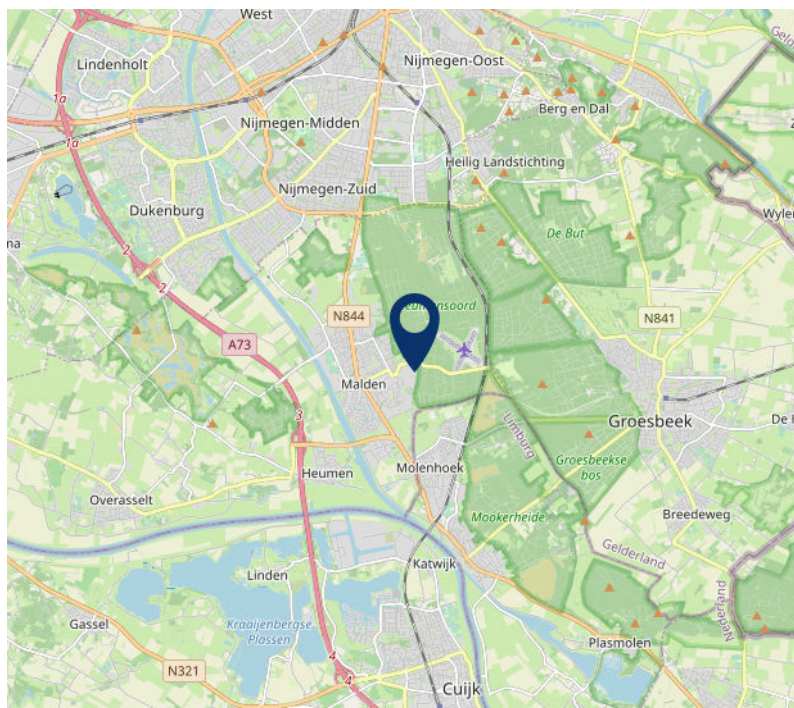 West
Lindenholt
Nijmegen-Oost
Geld
1a
Berg en Dal
1a
Nijmegen-Midden
Heilig Landstichting
Nijmegen-Zuid
Dukenburg
Wyler
De But
2
2
N844
N841
A73
Malden
Limburg
Groesbeek
De H
3
Molenhoek
Groesbeekse
bos
Heumen
Overasselt
Mookerheide
Breedeweg
Gelderland
Katwijk
Linden
Nederland
Gassel
Kraaijenbergse
Plassen
Plasmolen
4
N321
4
Cuijk